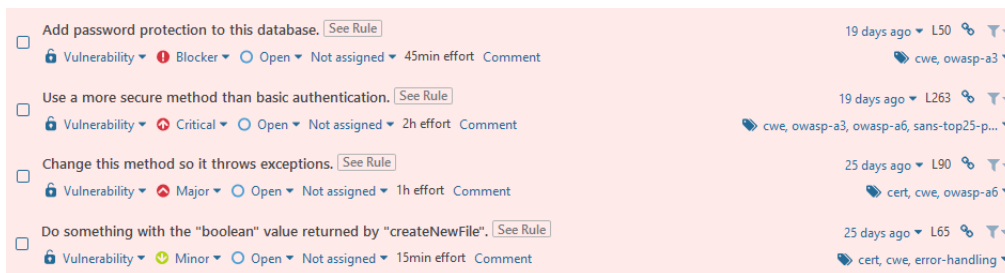 Add password protection to this database. See Rule 19 days ago L50
Vulnerability Blocker Open Not assigned 45min effort Comment cwe, owasp-a3
Use a more secure method than basic authentication. See Rule 19 days ago L263
Vulnerability Critical Open Not assigned 2h effort Comment cwe, owasp-a3, owasp-a6, sans-top25-p...
Change this method so it throws exceptions. See Rule 25 days ago L90
Vulnerability Major Open Not assigned 1h effort Comment cert, cwe, owasp-a6
Do something with the "boolean" value returned by "createNewFile". See Rule 25 days ago L65
Vulnerability Minor Open Not assigned 15min effort Comment cert, cwe, error-handling